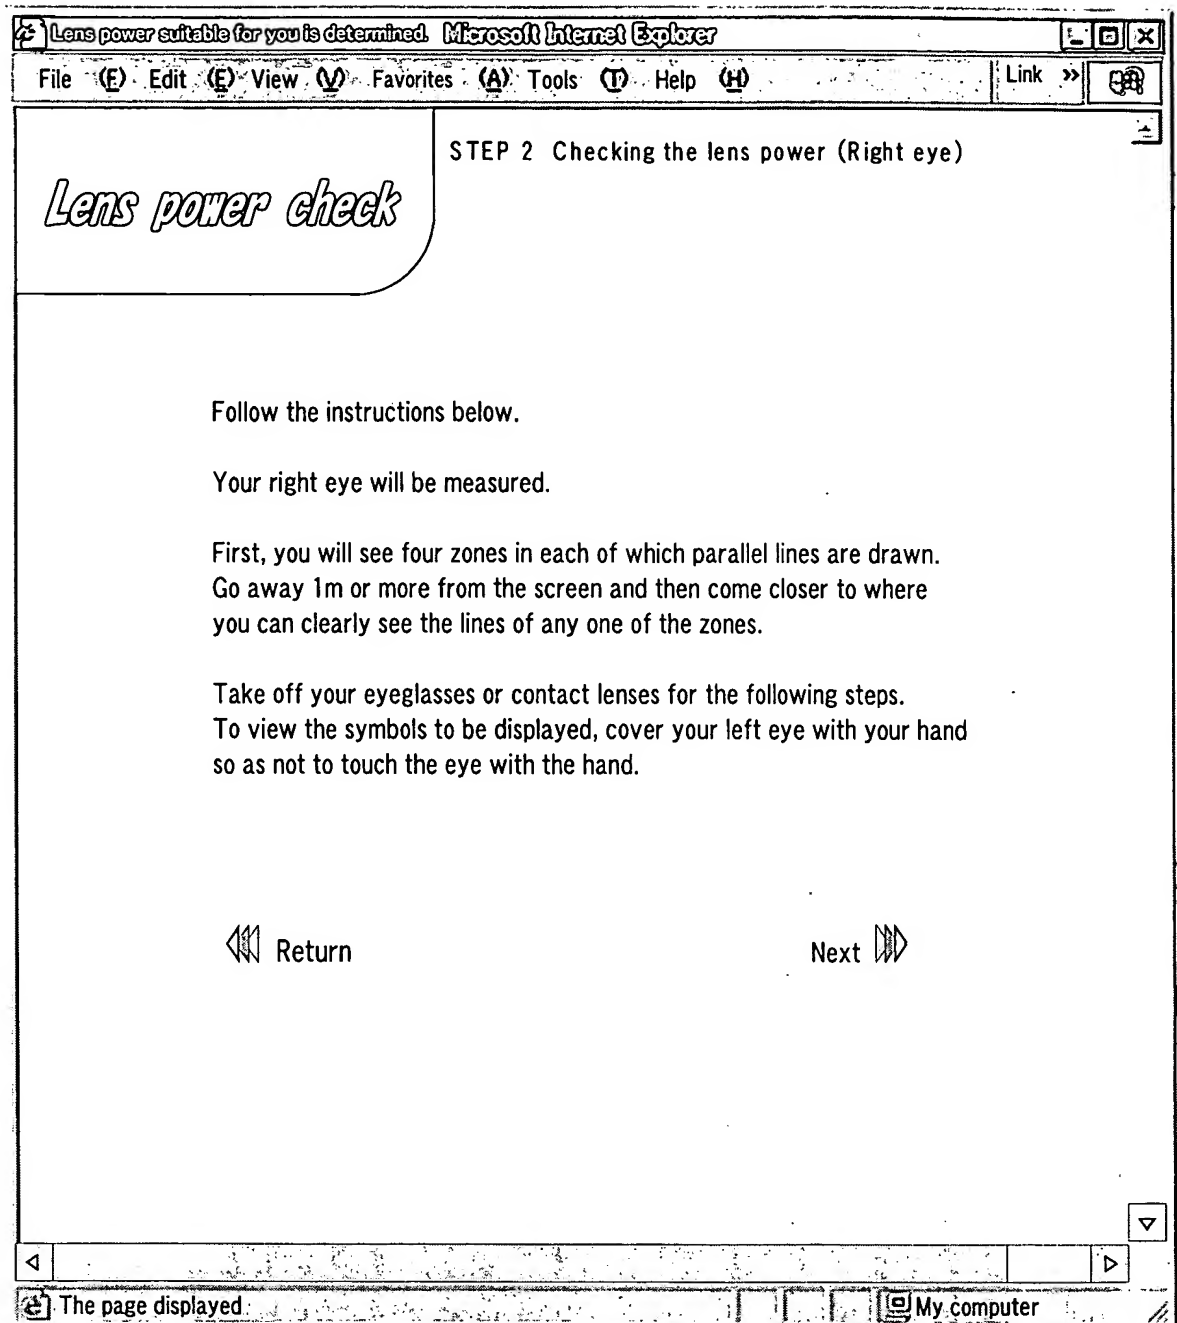 Lens power suitable for you is determined. Microsoft Internet Explorer
File (F) Edit (E) View (V) Favorites (A) Tools (T) Help (H) Link »
STEP 2 Checking the lens power (Right eye)
Lens power check
Follow the instructions below.
Your right eye will be measured.
First, you will see four zones in each of which parallel lines are drawn.
Go away 1m or more from the screen and then come closer to where
you can clearly see the lines of any one of the zones.
Take off your eyeglasses or contact lenses for the following steps.
To view the symbols to be displayed, cover your left eye with your hand
so as not to touch the eye with the hand.
Return Next
The page displayed My computer